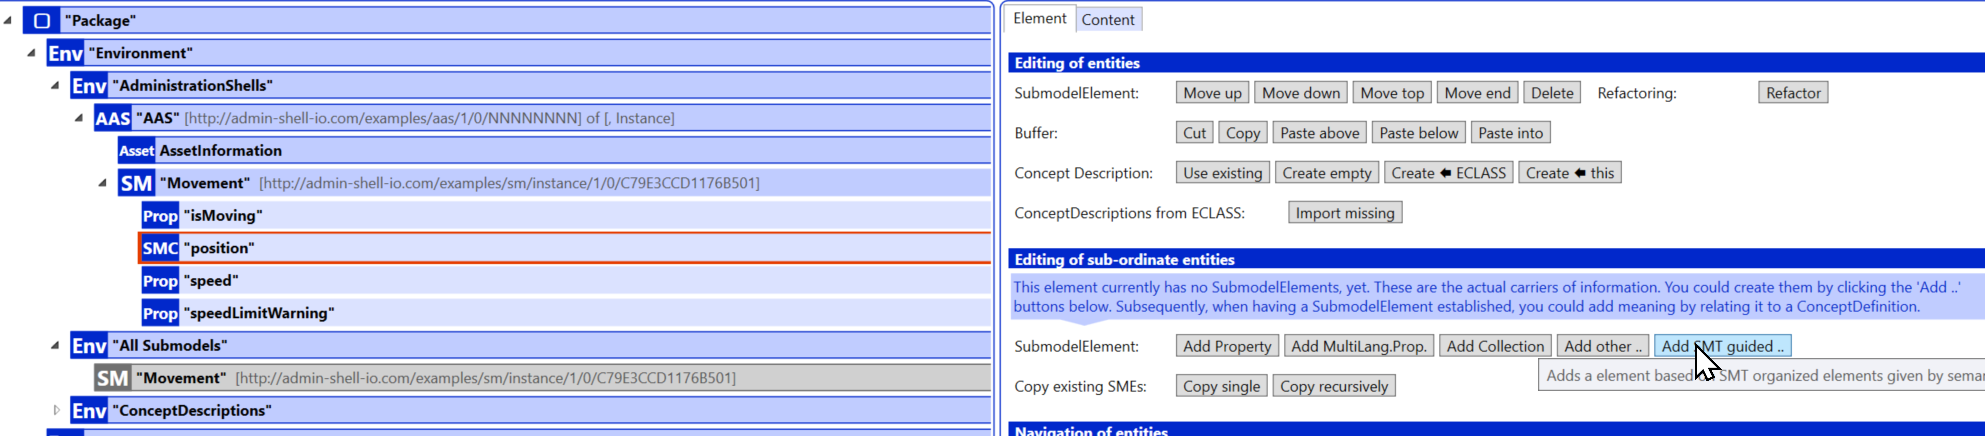 "Package"
Env "Environment"
Env "AdministrationShells"
AAS "AAS" [http://admin-shell-io.com/examples/aas/1/0/NNNNNNNN] of [, Instance]
Asset AssetInformation
SM "Movement" [http://admin-shell-io.com/examples/sm/instance/1/0/C79E3CCD1176B501]
Prop "isMoving"
SMC "position"
Prop "speed"
Prop "speedLimitWarning"
Env "All Submodels"
SM "Movement" [http://admin-shell-io.com/examples/sm/instance/1/0/C79E3CCD1176B501]
Env "ConceptDescriptions"
Element Content
Editing of entities
SubmodelElement: Move up Move down Move top Move end Delete Refactoring: Refactor
Buffer: Cut Copy Paste above Paste below Paste into
Concept Description: Use existing Create empty Create 🡄 ECLASS Create 🡄 this
ConceptDescriptions from ECLASS: Import missing
Editing of sub-ordinate entities
This element currently has no SubmodelElements, yet. These are the actual carriers of information. You could create them by clicking the 'Add ..'
buttons below. Subsequently, when having a SubmodelElement established, you could add meaning by relating it to a ConceptDefinition.
SubmodelElement: Add Property Add MultiLang.Prop. Add Collection Add other .. Add SMT guided ..
Adds a element based SMT organized elements given by
Copy existing SMEs: Copy single Copy recursively
Navigation of entities